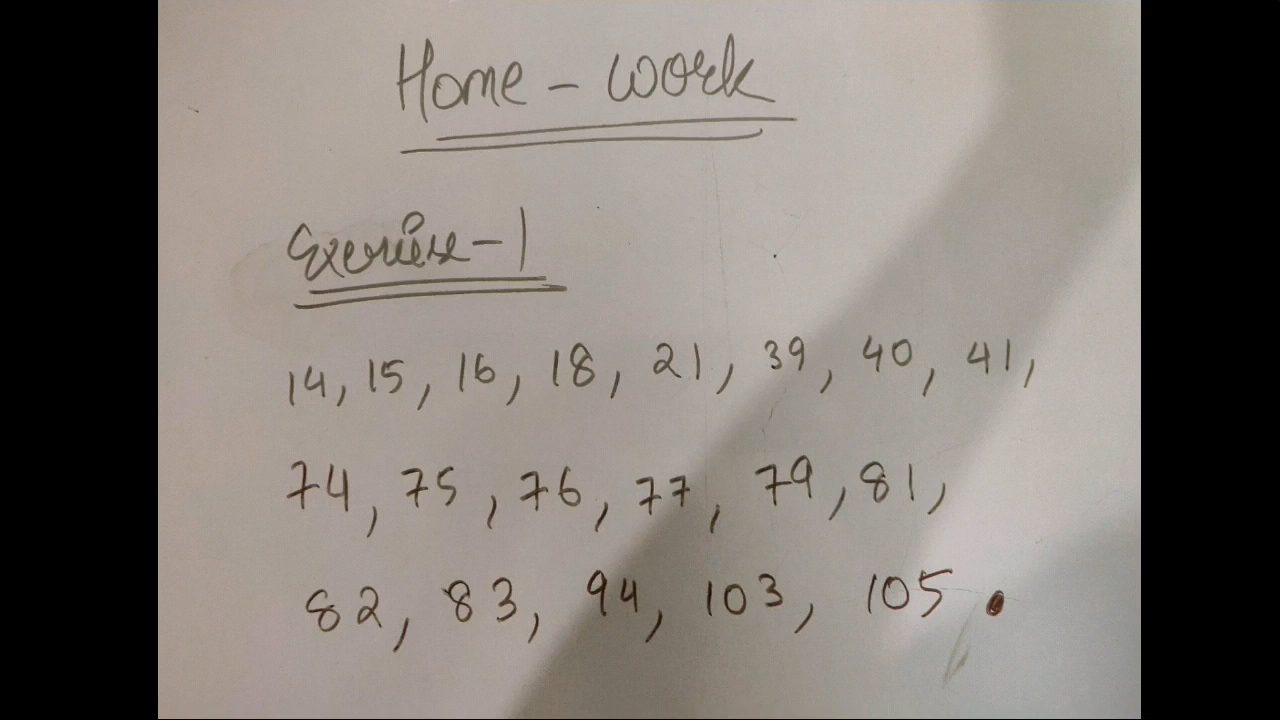 Home - work
Exercise - 1
14, 15, 16, 18, 21, 39, 40, 41,
74, 75, 76, 77, 79, 81,
82, 83, 94, 103, 105.